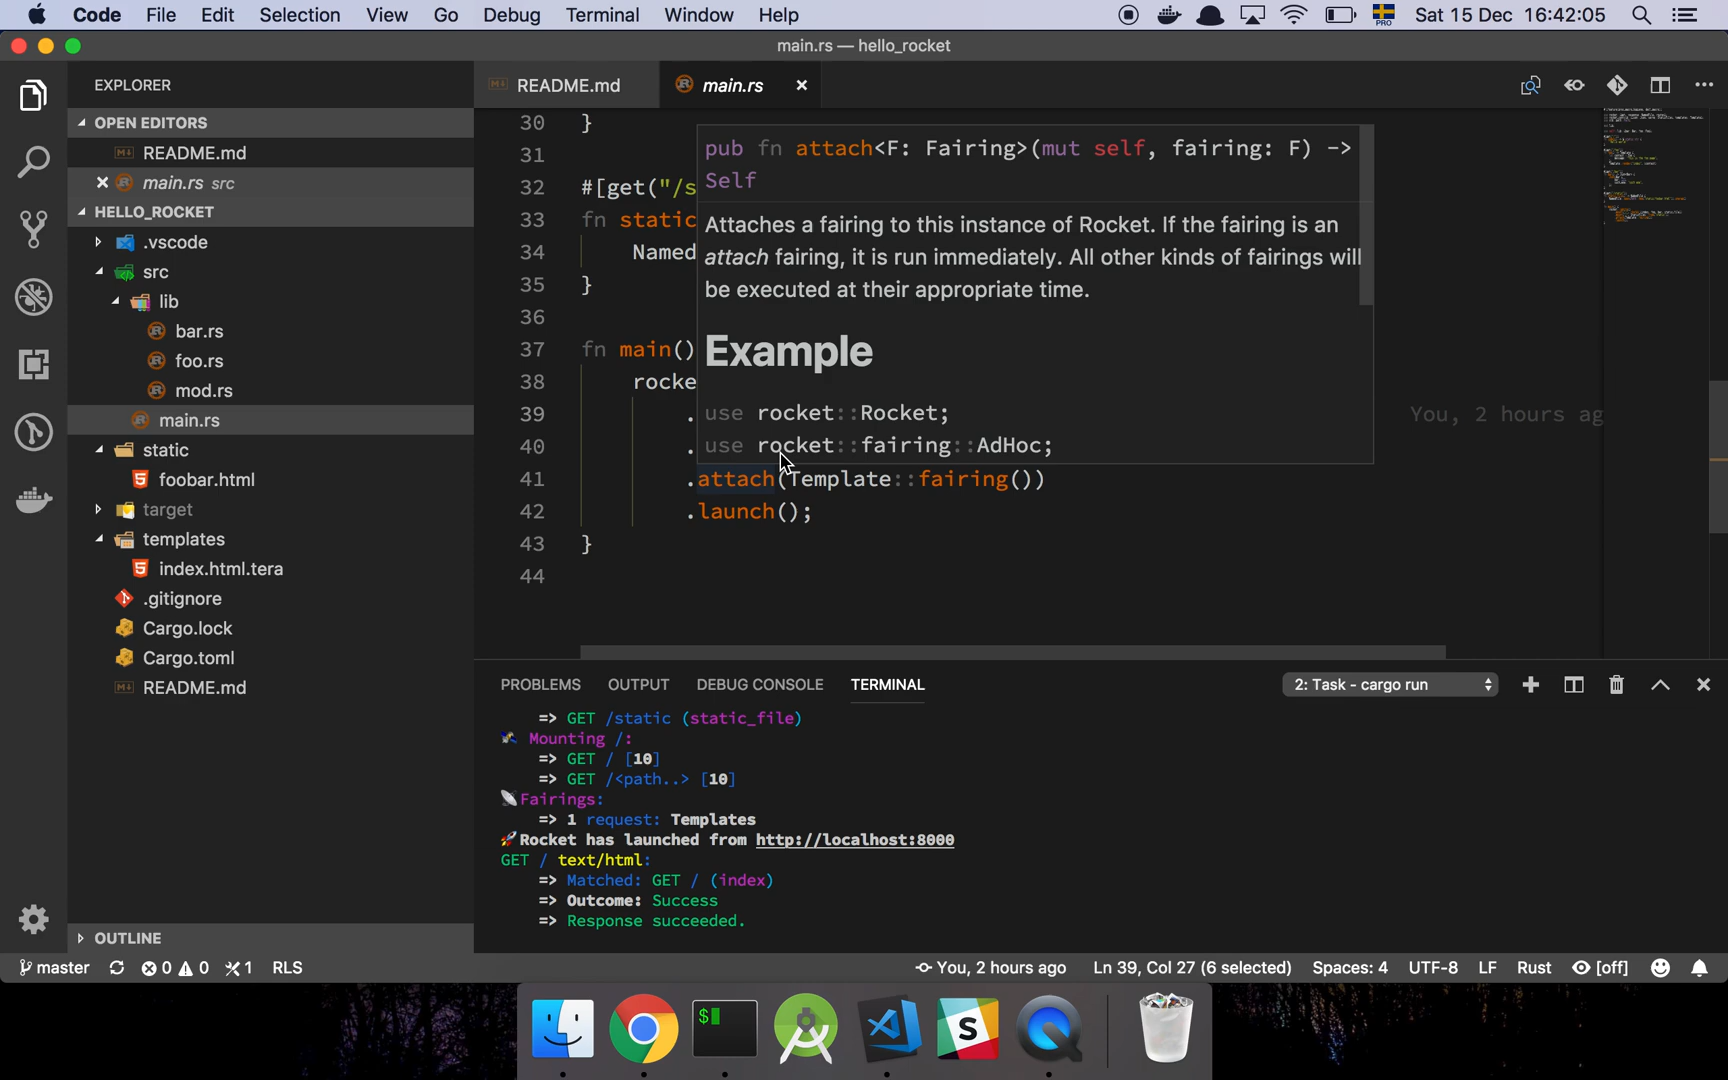 Code File Edit Selection View Go Debug Terminal Window Help
PRO Sat 15 Dec 16:42:05
main.rs — hello_rocket
EXPLORER
OPEN EDITORS
README.md
main.rs src
HELLO_ROCKET
.vscode
src
lib
bar.rs
foo.rs
mod.rs
main.rs
static
foobar.html
target
templates
index.html.tera
.gitignore
Cargo.lock
Cargo.toml
README.md
OUTLINE
README.md
main.rs
30 }
31
32 #[get("/s
33 fn static
34 Named
35 }
36
37 fn main()
38 rocke
39 .
40 .
41 .attach(Template::fairing())
42 .launch();
43 }
44
pub fn attach<F: Fairing>(mut self, fairing: F) ->
Self
Attaches a fairing to this instance of Rocket. If the fairing is an
attach fairing, it is run immediately. All other kinds of fairings will
be executed at their appropriate time.
Example
use rocket::Rocket;
use rocket::fairing::AdHoc;
You, 2 hours ag
PROBLEMS OUTPUT DEBUG CONSOLE TERMINAL
2: Task - cargo run
=> GET /static (static_file)
Mounting /:
=> GET / [10]
=> GET /<path..> [10]
Fairings:
=> 1 request: Templates
Rocket has launched from http://localhost:8000
GET / text/html:
=> Matched: GET / (index)
=> Outcome: Success
=> Response succeeded.
master 0 0 1 RLS
You, 2 hours ago Ln 39, Col 27 (6 selected) Spaces: 4 UTF-8 LF Rust [off]
$
S